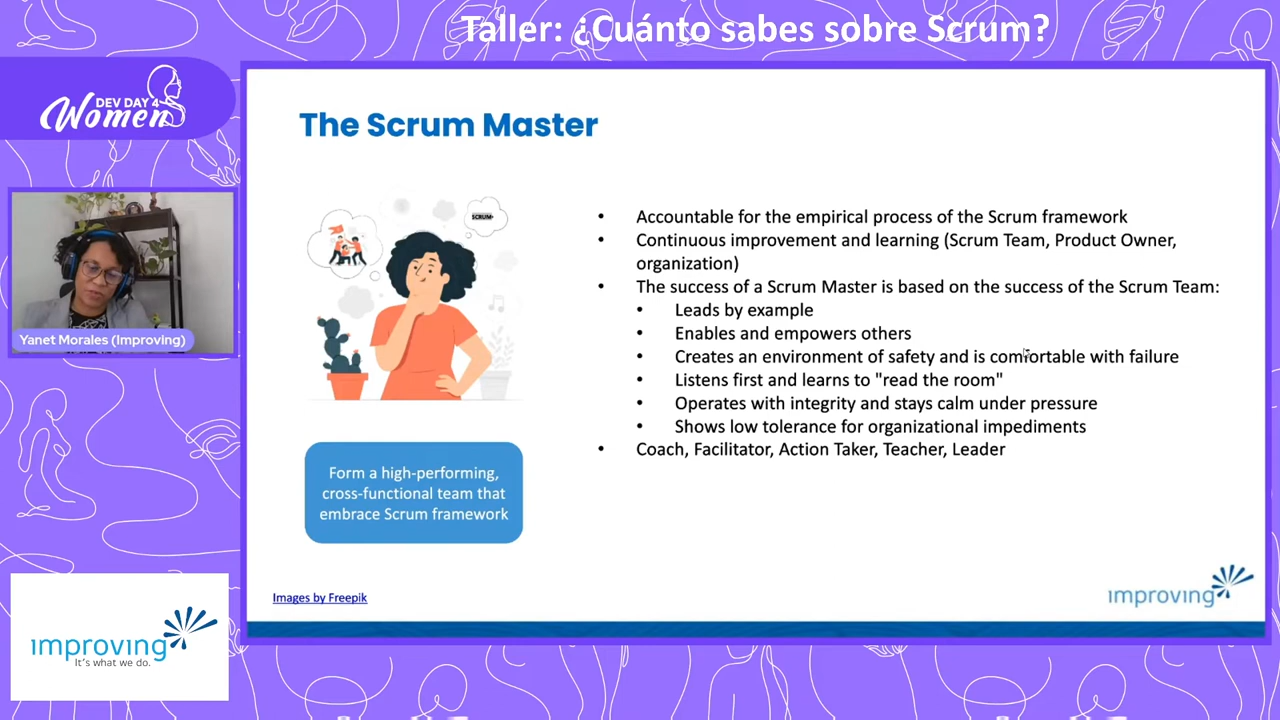 Taller: ¿Cuánto sabes sobre Scrum?
DEV DAY 4
Women
Yanet Morales (Improving)
improving
It's what we do.
The Scrum Master
SCRUM
Form a high-performing,
cross-functional team that
embrace Scrum framework
• Accountable for the empirical process of the Scrum framework
• Continuous improvement and learning (Scrum Team, Product Owner,
organization)
• The success of a Scrum Master is based on the success of the Scrum Team:
• Leads by example
• Enables and empowers others
• Creates an environment of safety and is comfortable with failure
• Listens first and learns to "read the room"
• Operates with integrity and stays calm under pressure
• Shows low tolerance for organizational impediments
• Coach, Facilitator, Action Taker, Teacher, Leader
Images by Freepik
improving